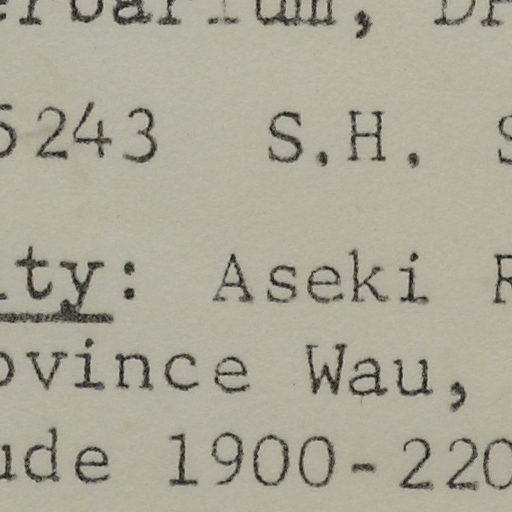 erbarium,
5243 S.H.
ity: Aseki
ovince Wau,
ude 1900-220